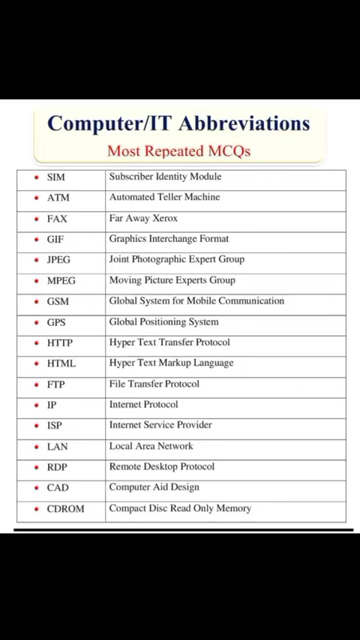 Computer/IT Abbreviations
Most Repeated MCQs
• SIM Subscriber Identity Module
• ATM Automated Teller Machine
• FAX Far Away Xerox
• GIF Graphics Interchange Format
• JPEG Joint Photographic Expert Group
• MPEG Moving Picture Experts Group
• GSM Global System for Mobile Communication
• GPS Global Positioning System
• HTTP Hyper Text Transfer Protocol
• HTML Hyper Text Markup Language
• FTP File Transfer Protocol
• IP Internet Protocol
• ISP Internet Service Provider
• LAN Local Area Network
• RDP Remote Desktop Protocol
• CAD Computer Aid Design
• CDROM Compact Disc Read Only Memory